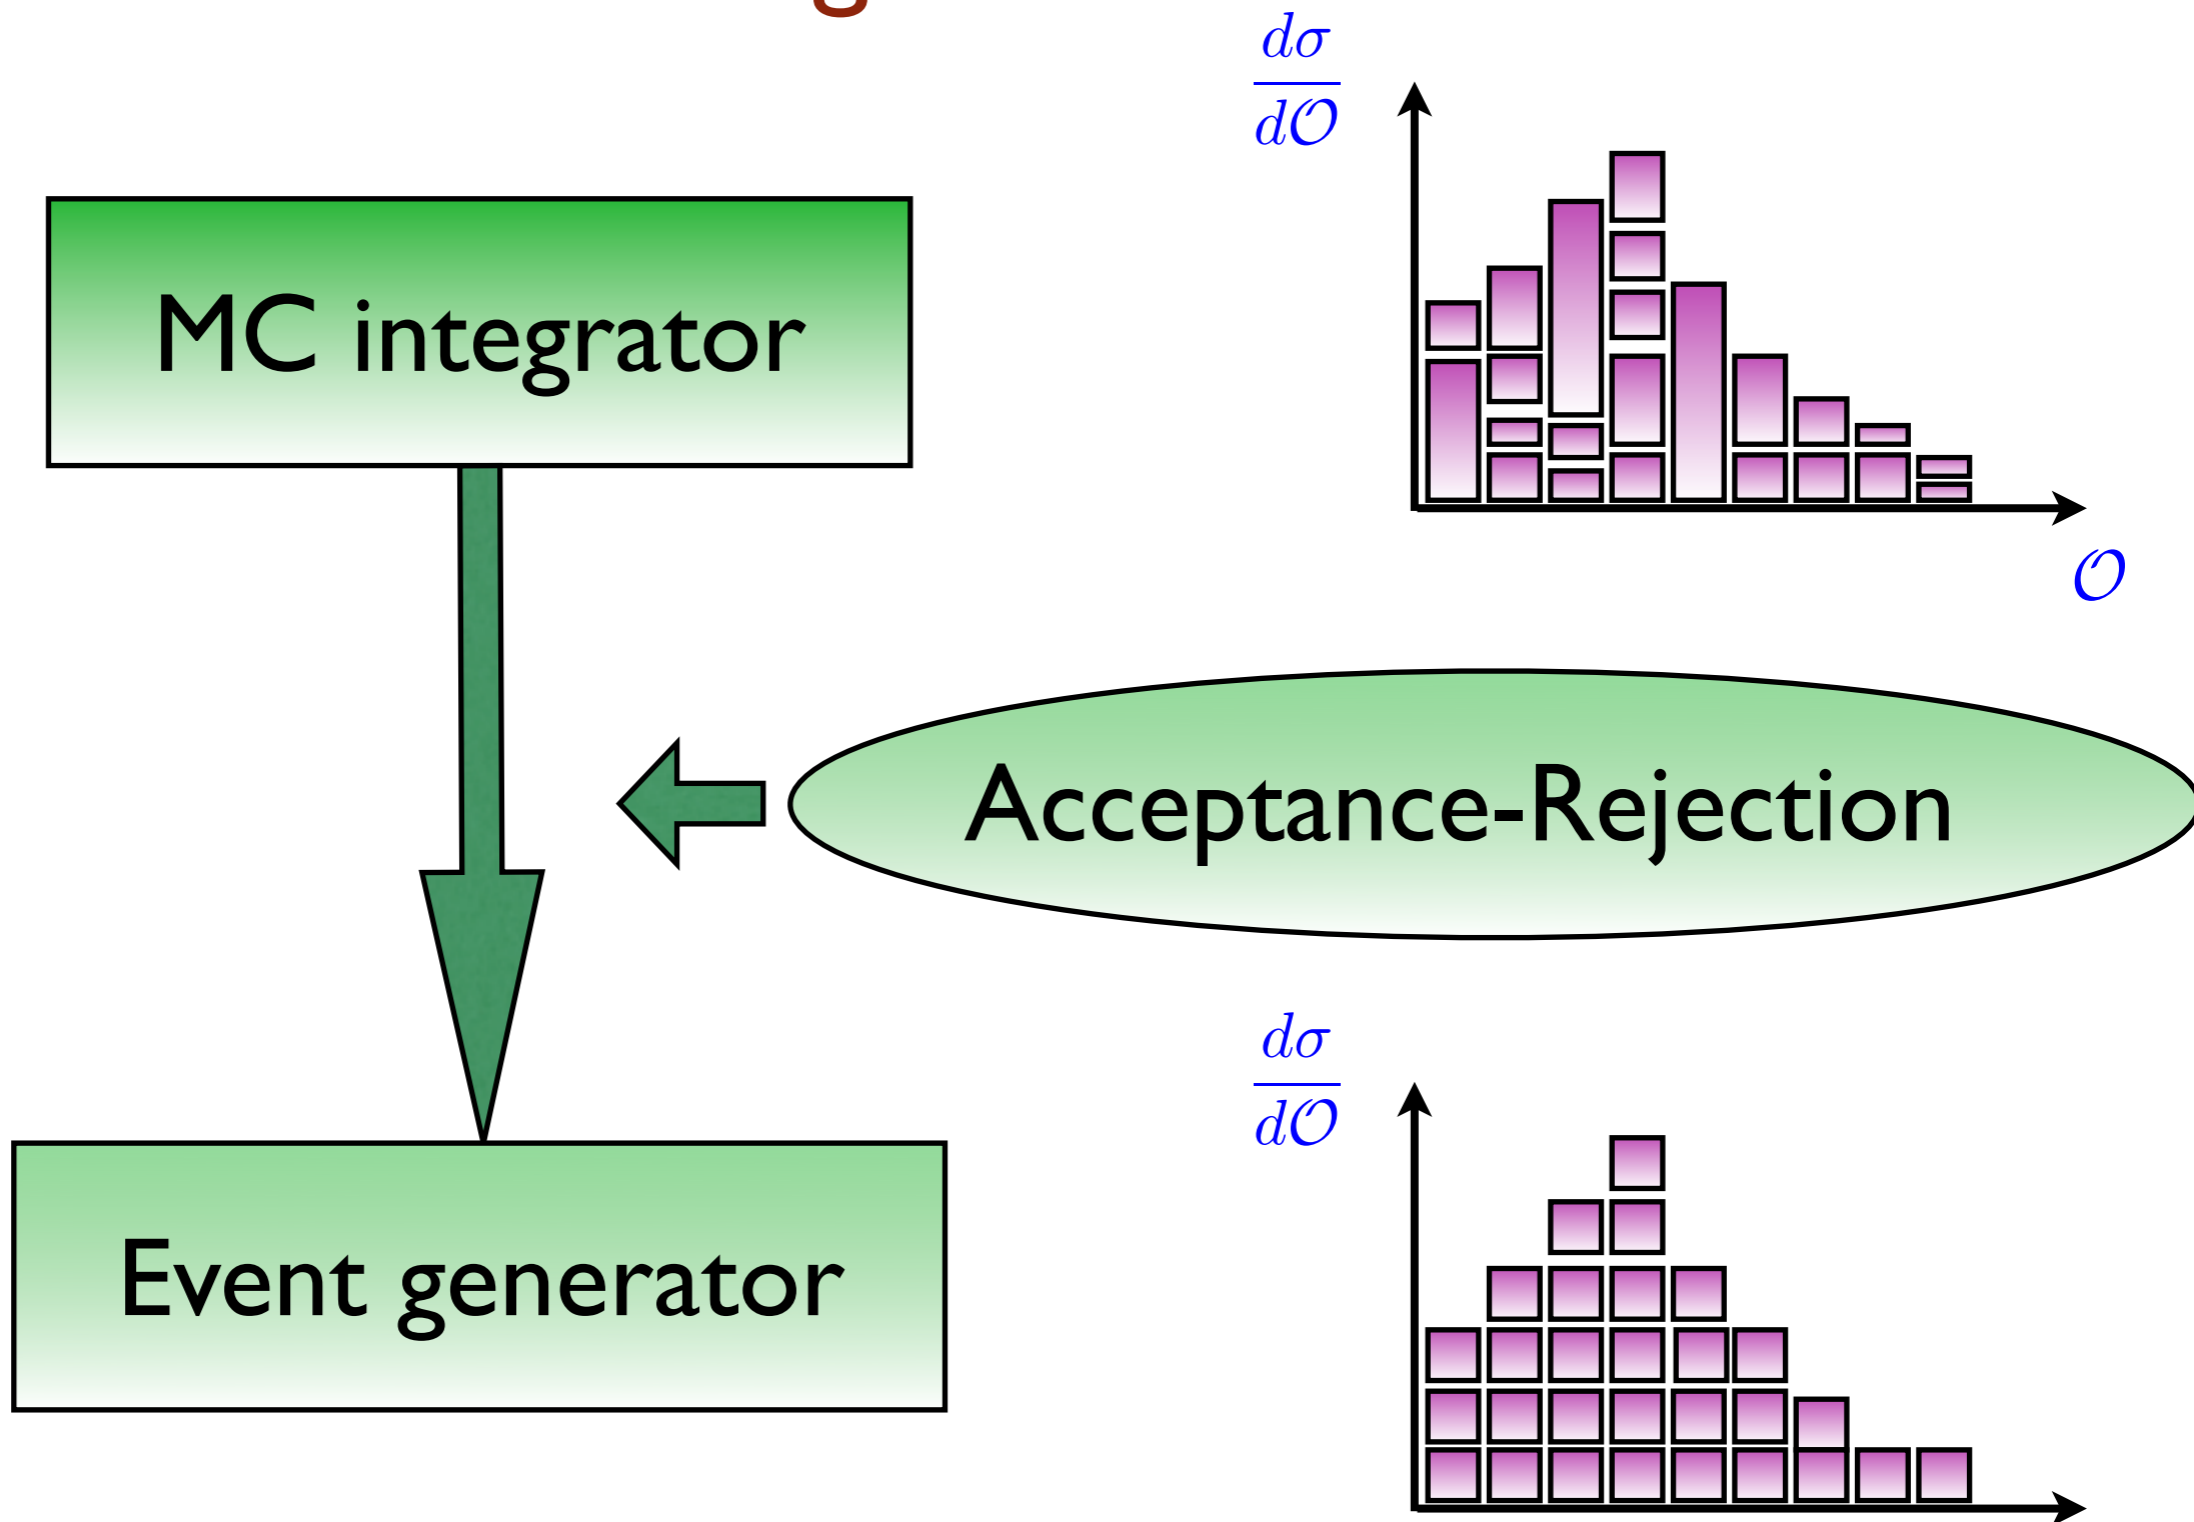 dσ
d𝒪
MC integrator
𝒪
Acceptance-Rejection
dσ
d𝒪
Event generator